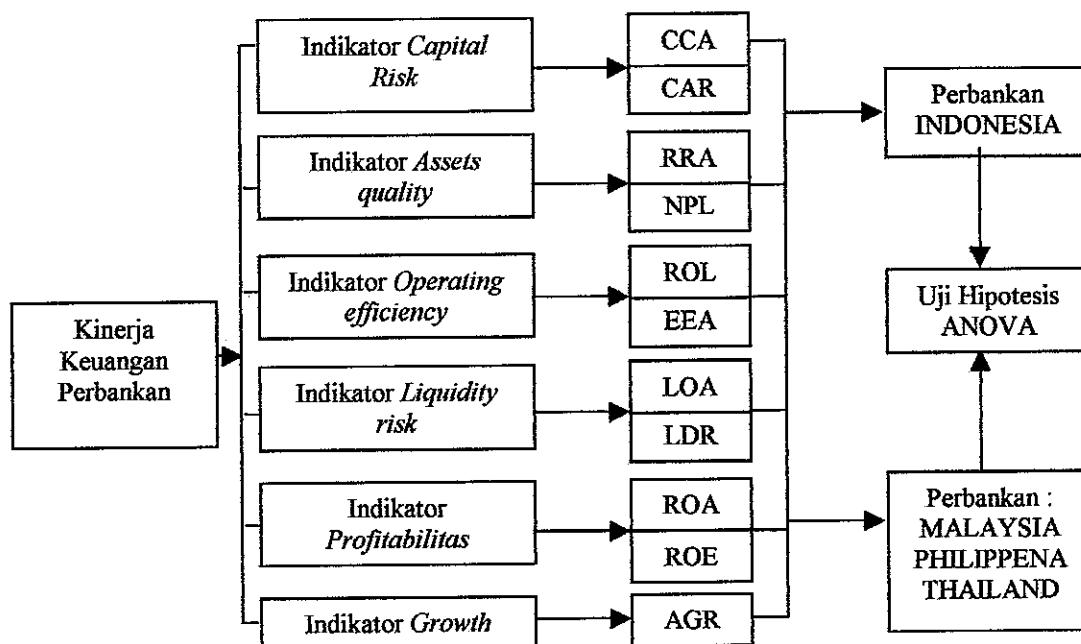 Kinerja
Keuangan
Perbankan
Indikator Capital
Risk
Indikator Assets
quality
Indikator Operating
efficiency
Indikator Liquidity
risk
Indikator
Profitabilitas
Indikator Growth
CCA
CAR
RRA
NPL
ROL
EEA
LOA
LDR
ROA
ROE
AGR
Perbankan
INDONESIA
Uji Hipotesis
ANOVA
Perbankan :
MALAYSIA
PHILIPPENA
THAILAND